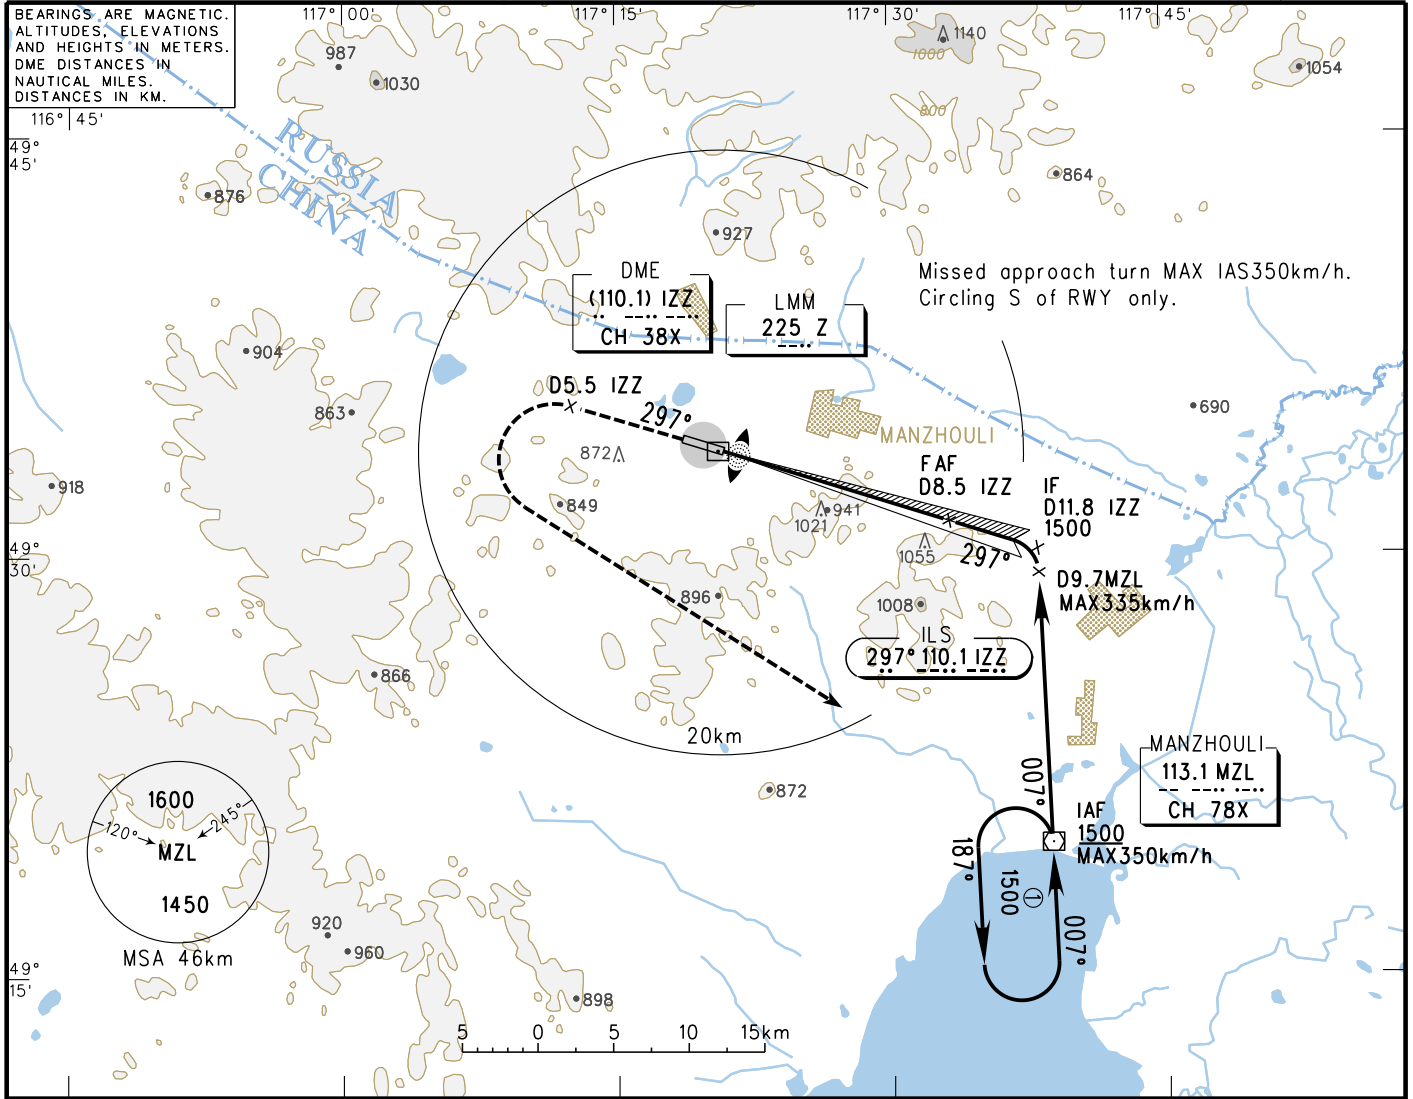 BEARINGS ARE MAGNETIC.
ALTITUDES, ELEVATIONS
AND HEIGHTS IN METERS.
DME DISTANCES IN
NAUTICAL MILES.
DISTANCES IN KM.
117° 00'
117° 15'
117° 30'
117° 45'
116° 45'
49°
45'
987
1030
1140
1000
800
1054
864
876
RUSSIA
CHINA
927
Missed approach turn MAX IAS350km/h.
Circling S of RWY only.
DME
(110.1) IZZ
CH 38X
LMM
225 Z
904
863
D5.5 IZZ
297°
690
MANZHOULI
872
918
849
FAF
D8.5 IZZ
IF
D11.8 IZZ
1500
941
1021
1055
297°
49°
30'
D9.7MZL
MAX335km/h
896
1008
ILS
297° 110.1 IZZ
866
20km
007°
MANZHOULI
113.1 MZL
CH 78X
872
IAF
1500
MAX350km/h
1600
120°
245°
MZL
1450
MSA 46km
187°
1500
①
007°
920
960
49°
15'
898
5 0 5 10 15km